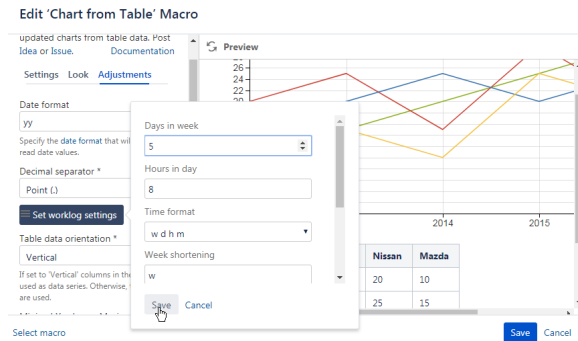 Edit ‘Chart from Table’ Macro
updated charts from table data. Post
Idea or Issue. Documentation
Settings Look Adjustments
Date format
yy
Specify the date format that wil
read date values.
Decimal separator *
Point (.)
Set worklog settings
Table data orientation *
Vertical
If set to 'Vertical' columns in the
used as data series. Otherwise,
are used.
Select macro
Days in week
5
Hours in day
8
Time format
w d h m
Week shortening
w
Save Cancel
Preview
26
24
22
20
2014 2015
Nissan Mazda
20 10
25 15
Save Cancel